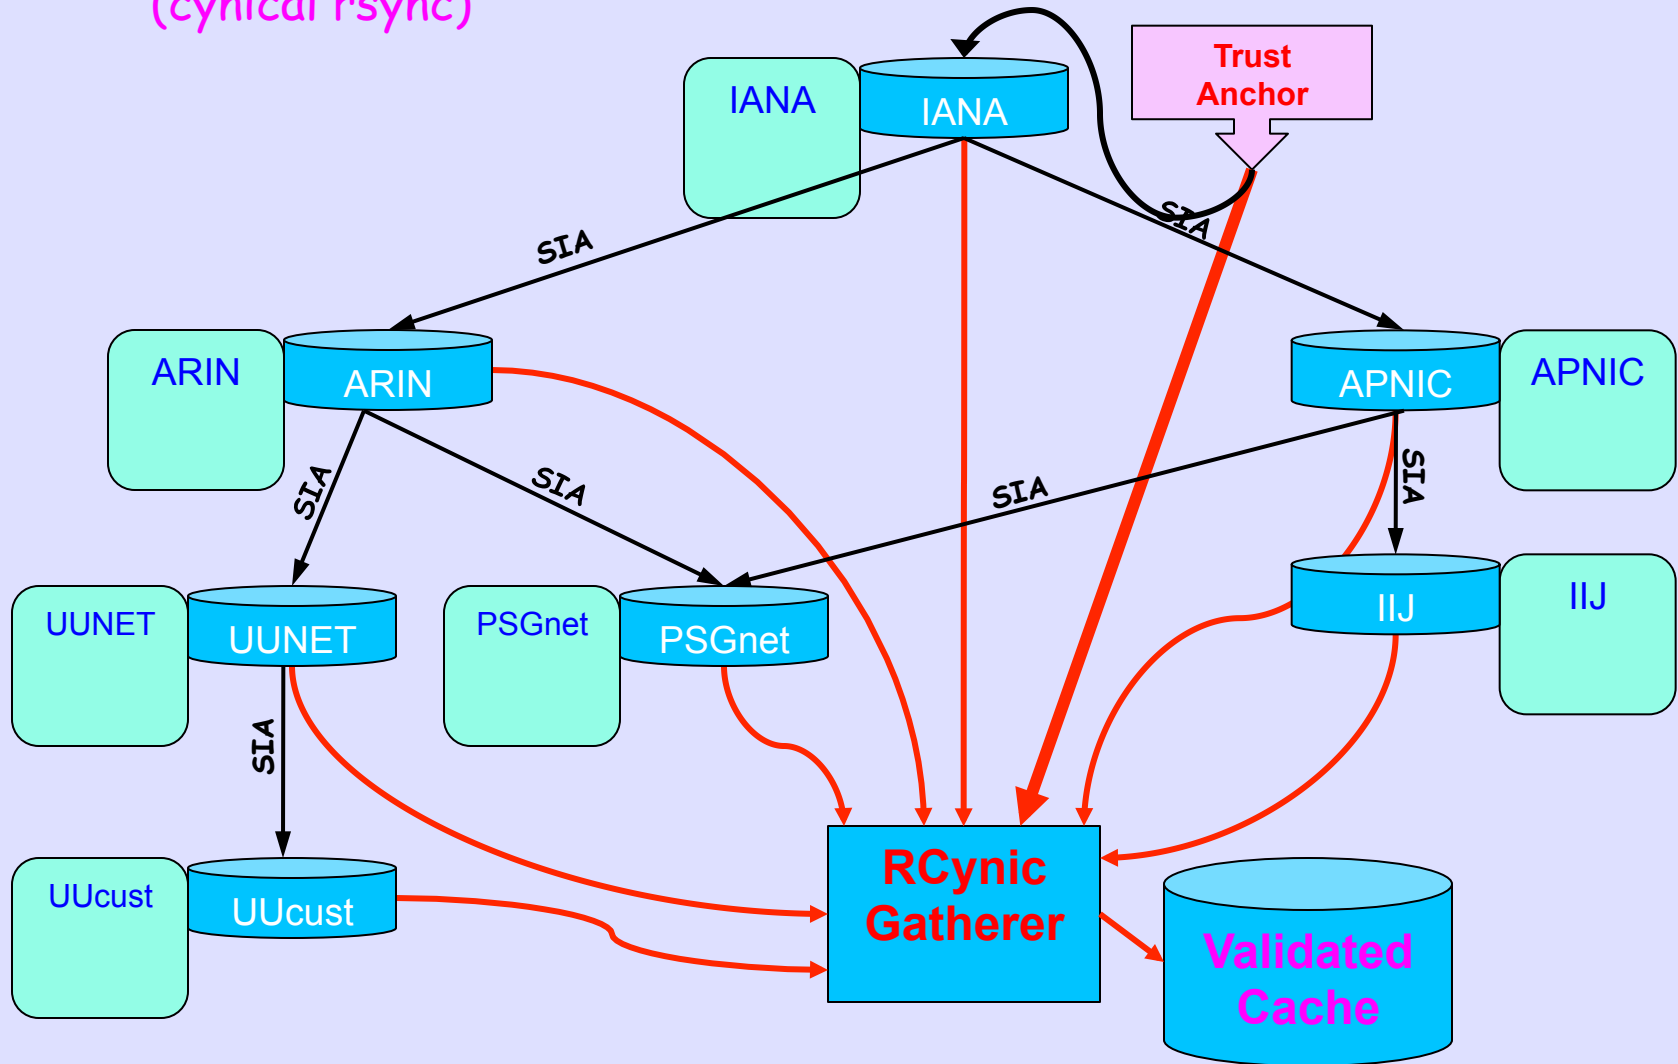 (cynical rsync)
Trust
Anchor
IANA
IANA
SIA
SIA
ARIN
ARIN
APNIC
APNIC
SIA
SIA
SIA
SIA
UUNET
UUNET
PSGnet
PSGnet
IIJ
IIJ
SIA
UUcust
UUcust
RCynic
Gatherer
Validated
Cache